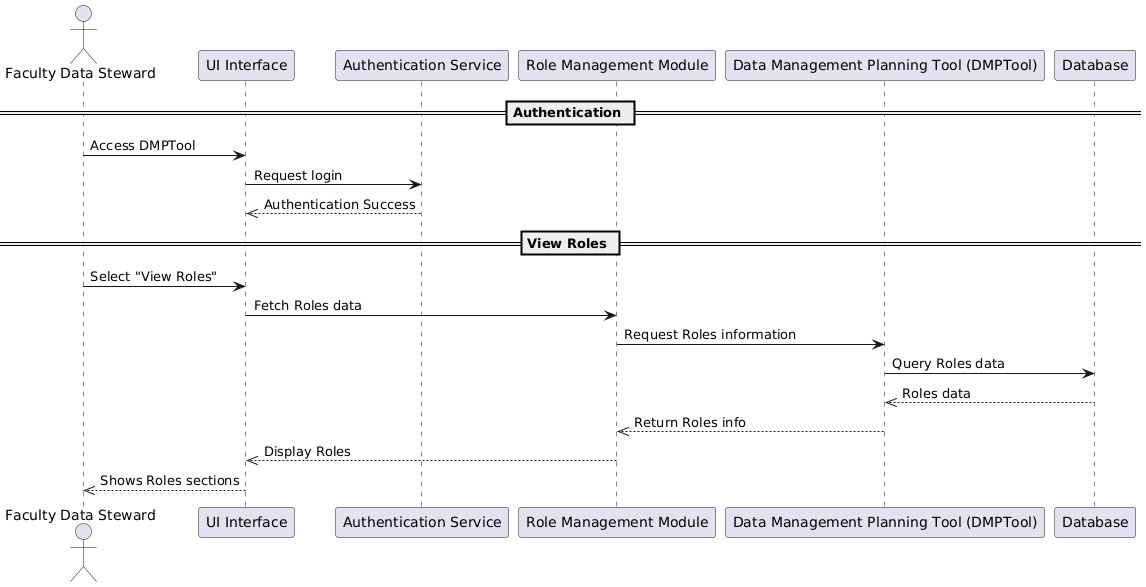 Faculty Data Steward
UI Interface
Authentication Service
Role Management Module
Data Management Planning Tool (DMPTool)
Database
Authentication
Access DMPTool
Request login
Authentication Success
View Roles
Select "View Roles"
Fetch Roles data
Request Roles information
Query Roles data
Roles data
Return Roles info
Display Roles
Shows Roles sections
Faculty Data Steward
UI Interface
Authentication Service
Role Management Module
Data Management Planning Tool (DMPTool)
Database